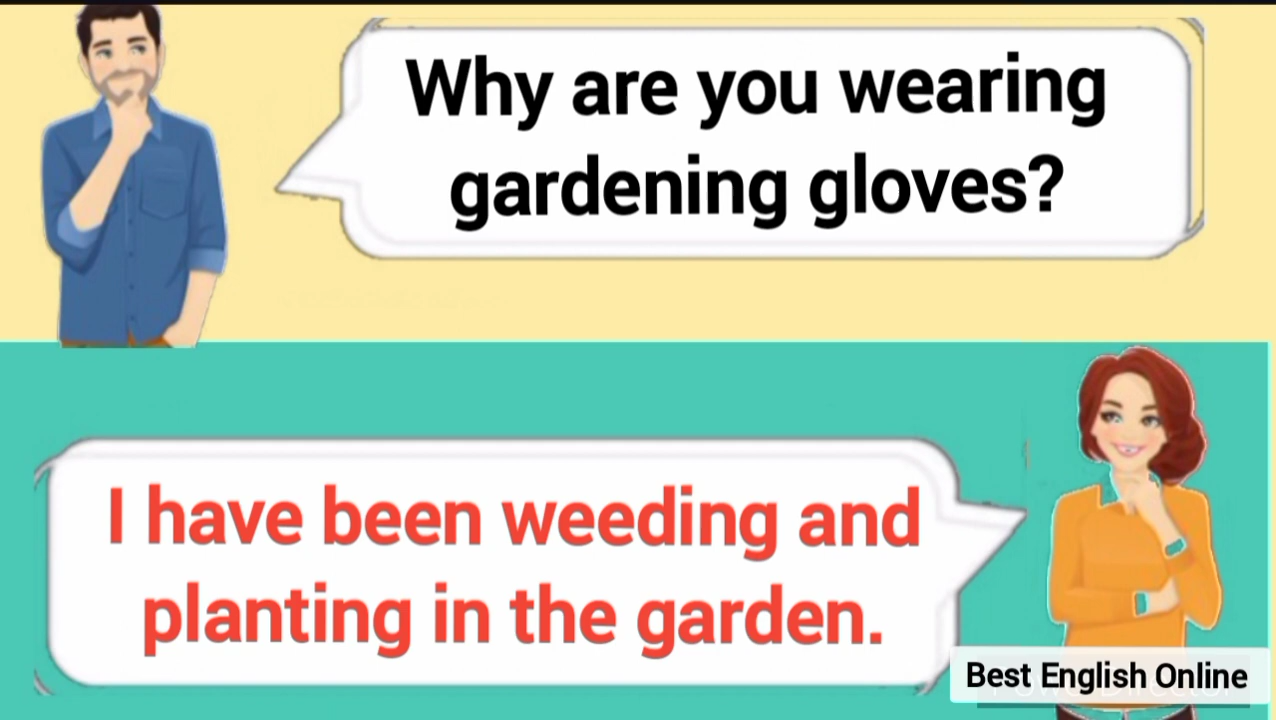 Why are you wearing
gardening gloves?
I have been weeding and
planting in the garden.
Best English Online